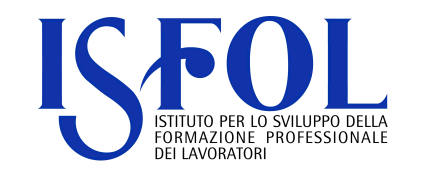 ISFOL
ISTITUTO PER LO SVILUPPO DELLA
FORMAZIONE PROFESSIONALE
DEI LAVORATORI